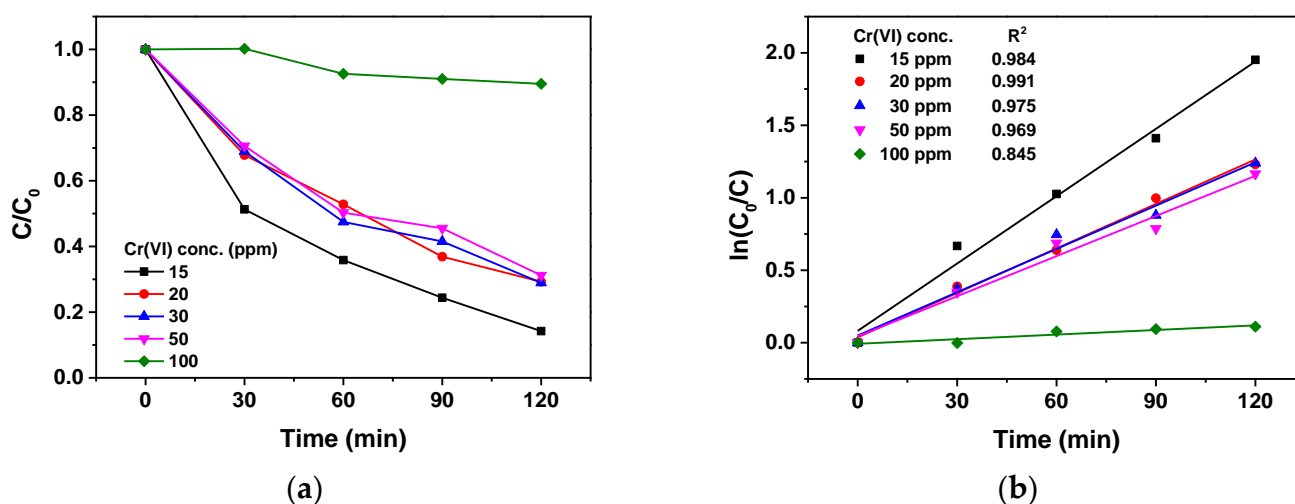 1.0
0.8
0.6
0.4
0.2
0.0
C/C0
Cr(VI) conc. (ppm)
15
20
30
50
100
0 30 60 90 120
Time (min)
(a)
2.0
1.5
1.0
0.5
0.0
ln(C0/C)
Cr(VI) conc. R2
15 ppm 0.984
20 ppm 0.991
30 ppm 0.975
50 ppm 0.969
100 ppm 0.845
0 30 60 90 120
Time (min)
(b)